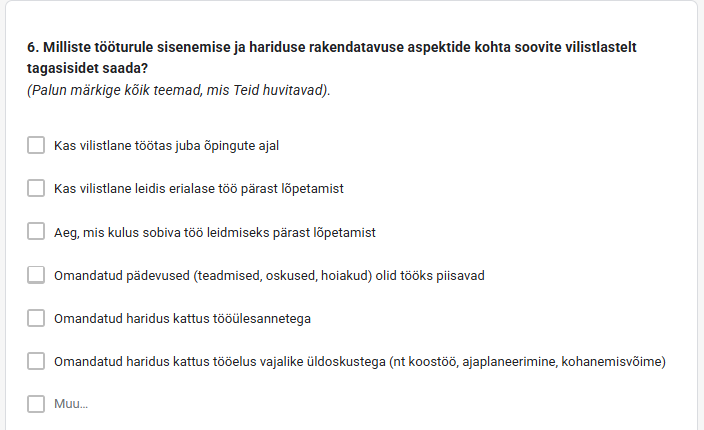 6. Milliste tööturule sisenemise ja hariduse rakendatavuse aspektide kohta soovite vilistlastelt
tagasisidet saada?
(Palun märkige kõik teemad, mis Teid huvitavad).
Kas vilistlane töötas juba õpingute ajal
Kas vilistlane leidis erialase töö pärast lõpetamist
Aeg, mis kulus sobiva töö leidmiseks pärast lõpetamist
Omandatud pädevused (teadmised, oskused, hoiakud) olid tööks piisavad
Omandatud haridus kattus tööülesannetega
Omandatud haridus kattus tööelus vajalike üldoskustega (nt koostöö, ajaplaneerimine, kohanemisvõime)
Muu...